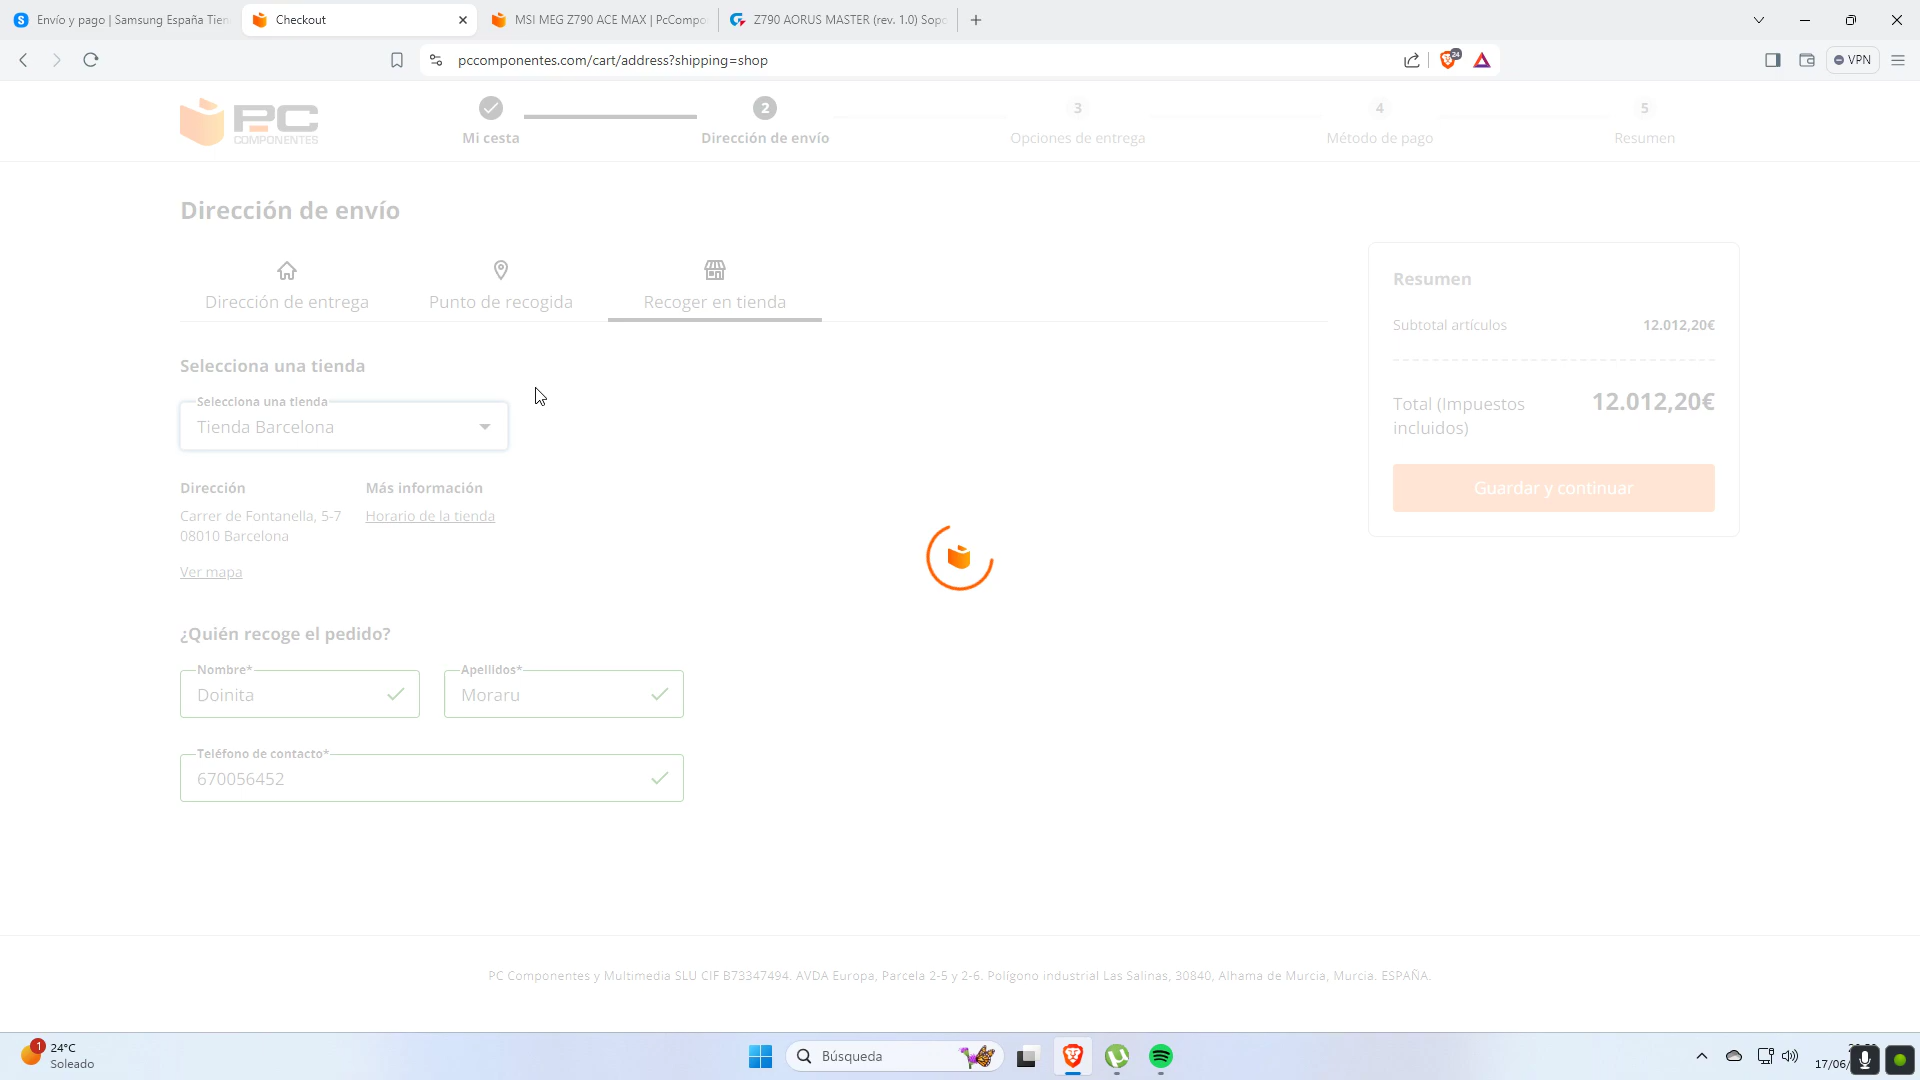 Envío y pago | Samsung España Tien
Checkout
MSI MEG Z790 ACE MAX | PcCompo
Z790 AORUS MASTER (rev. 1.0) Sopo
pccomponentes.com/cart/address?shipping=shop
24
VPN
PC
COMPONENTES
Mi cesta
2
Dirección de envío
3
Opciones de entrega
4
Método de pago
5
Resumen
Dirección de envío
Dirección de entrega
Punto de recogida
Recoger en tienda
Selecciona una tienda
Selecciona una tienda
Tienda Barcelona
Dirección
Más información
Carrer de Fontanella, 5-7
08010 Barcelona
Horario de la tienda
Ver mapa
¿Quién recoge el pedido?
Nombre*
Doinita
Apellidos*
Moraru
Teléfono de contacto*
670056452
Resumen
Subtotal artículos
12.012,20€
Total (Impuestos incluidos)
12.012,20€
Guardar y continuar
PC Componentes y Multimedia SLU CIF B73347494. AVDA Europa, Parcela 2-5 y 2-6. Polígono industrial Las Salinas, 30840, Alhama de Murcia, Murcia. ESPAÑA.
1
24°C
Soleado
Búsqueda
17/06/